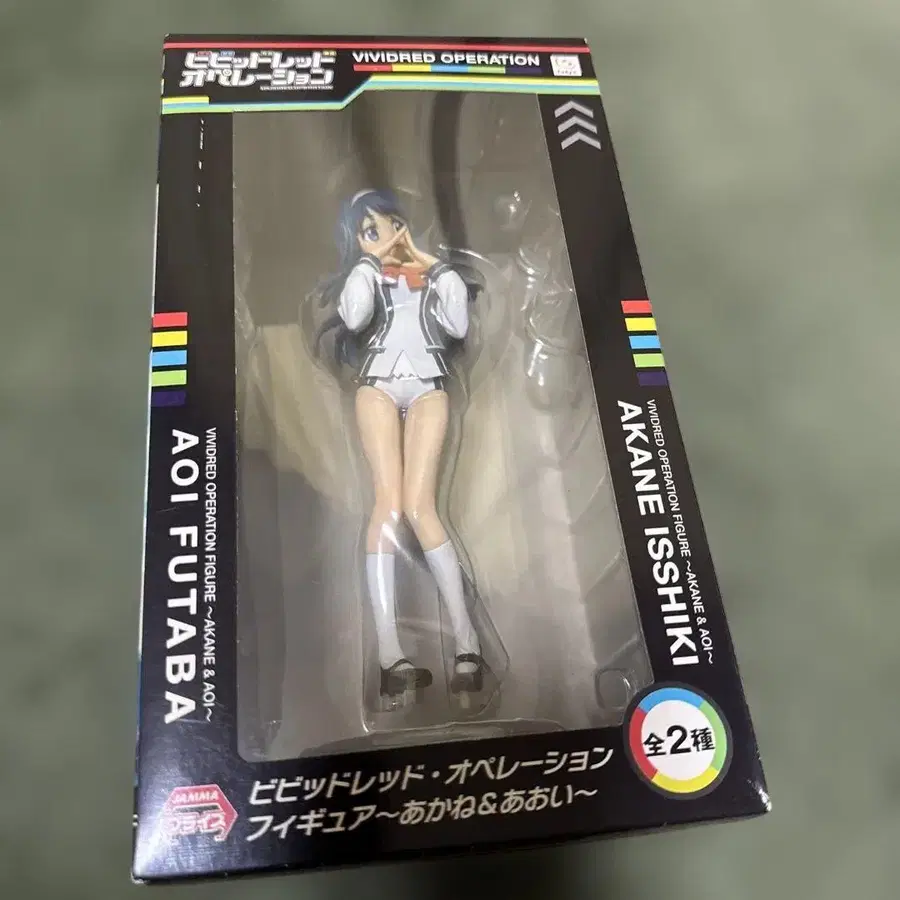 ビビッドレッド
オペレーション
VIVIDRED OPERATION
VIVIDRED OPERATION
VIVIDRED OPERATION FIGURE ~AKANE & AOI~
AOI FUTABA
VIVIDRED OPERATION FIGURE ~AKANE & AOI~
AKANE ISSHIKI
全2種
JAMMA
プライズ
ビビッドレッド・オペレーション
フィギュア～あかね&あおい～